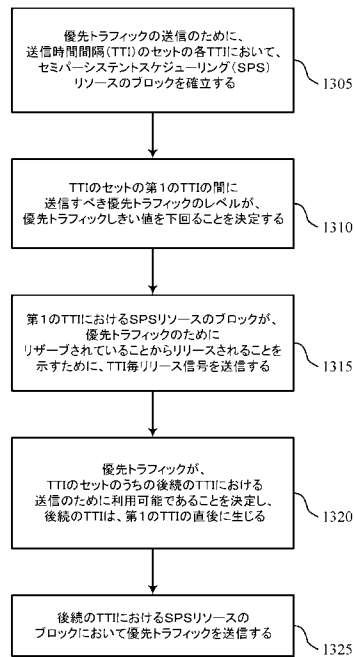 優先トラフィックの送信のために、
送信時間間隔(TTI)のセットの各TTIにおいて、
セミパーシステントスケジューリング(SPS)
リソースのブロックを確立する
1305
TTIのセットの第1のTTIの間に
送信すべき優先トラフィックのレベルが、
優先トラフィックしきい値を下回ることを決定する
1310
第1のTTIにおけるSPSリソースのブロックが、
優先トラフィックのために
リザーブされていることからリリースされることを
示すために、TTI毎リリース信号を送信する
1315
優先トラフィックが、
TTIのセットのうちの後続のTTIにおける
送信のために利用可能であることを決定し、
後続のTTIは、第1のTTIの直後に生じる
1320
後続のTTIにおけるSPSリソースの
ブロックにおいて優先トラフィックを送信する
1325